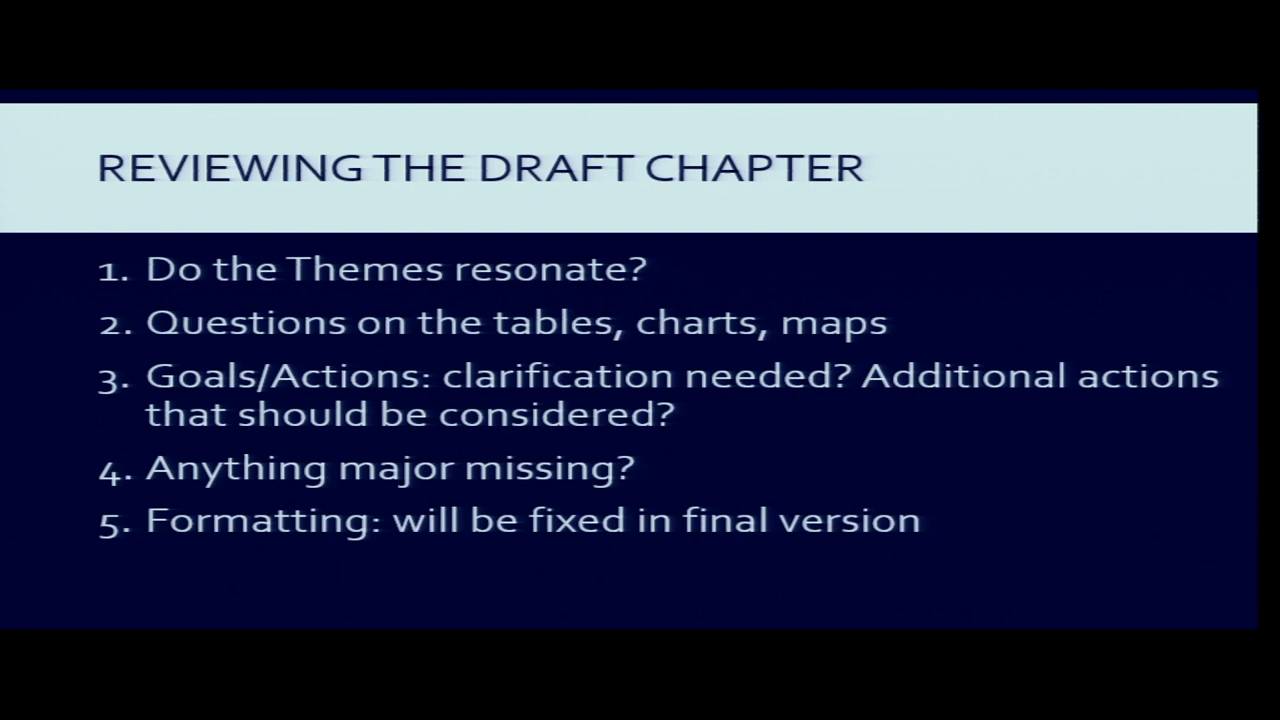 REVIEWING THE DRAFT CHAPTER
1. Do the Themes resonate?
2. Questions on the tables, charts, maps
3. Goals/Actions: clarification needed? Additional actions
that should be considered?
4. Anything major missing?
5. Formatting: will be fixed in final version